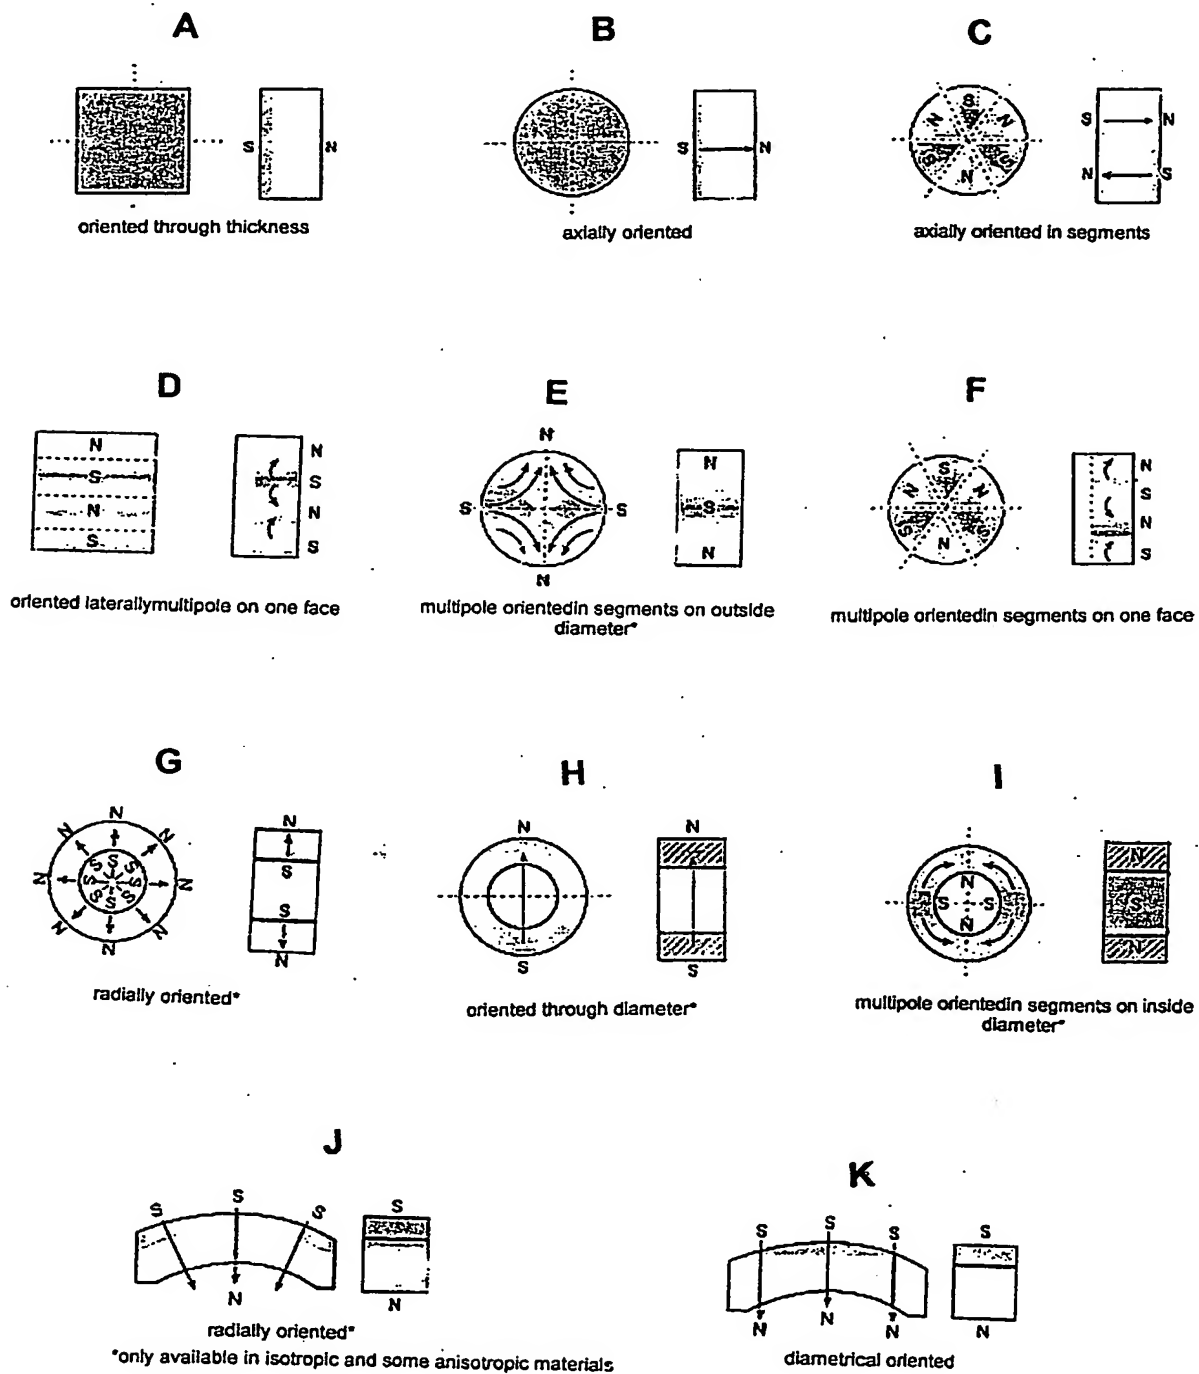 A B C
S N S N S N
S N N S S N N S
oriented through thickness
axially oriented
axially oriented in segments
D E F
N S N S N S N S
N S S N N S N
S N N S S N N S N S
oriented laterallymultipole on one face
multipole orientedin segments on outside
diameter*
multipole orientedin segments on one face
G H I
N N N N N N N N
S S S S S S S S
N S S N
N S N S
N S S N N S N
radially oriented*
oriented through diameter*
multipole orientedin segments on inside
diameter*
J K
S S S N S N
S S S N N N S N
radially oriented*
*only available in isotropic and some anisotropic materials
diametrical oriented